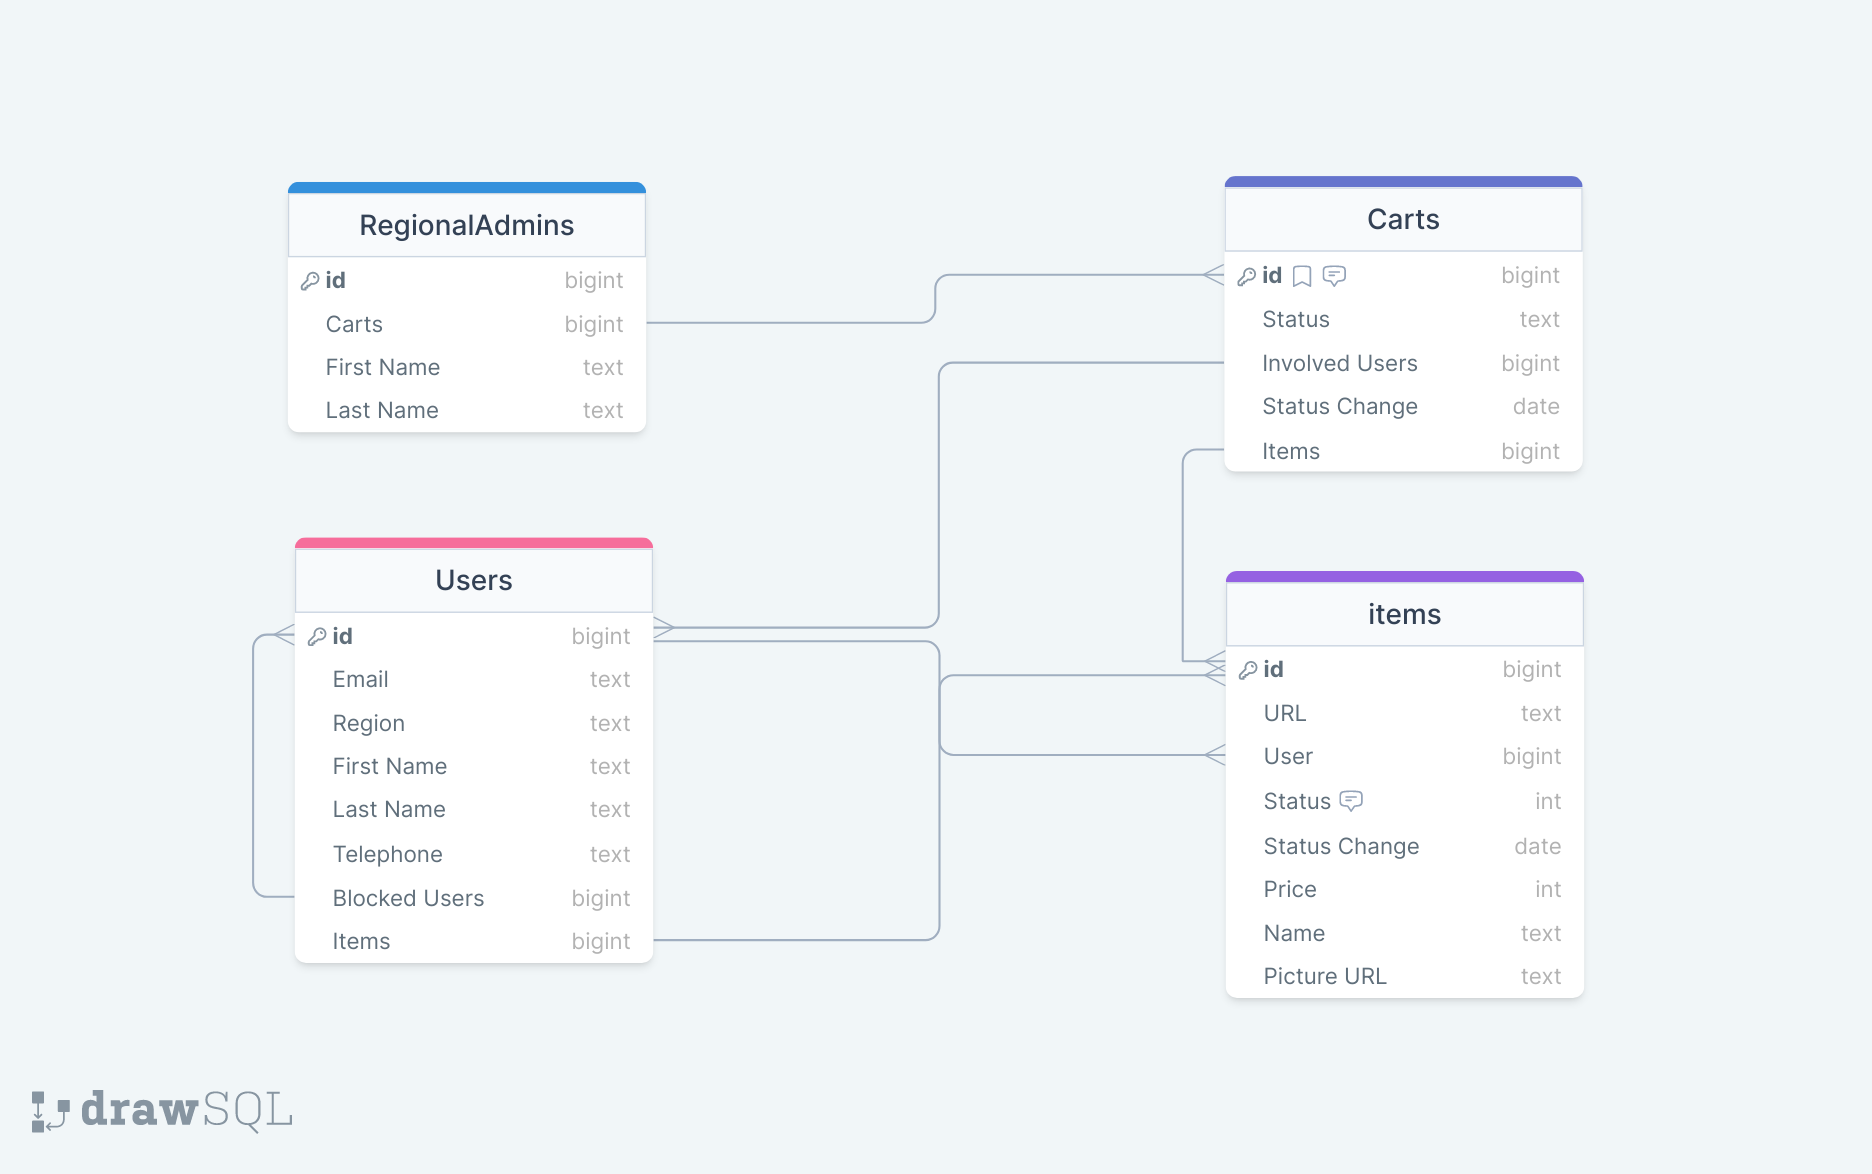 RegionalAdmins
id bigint
Carts bigint
First Name text
Last Name text
Carts
id bigint
Status text
Involved Users bigint
Status Change date
Items bigint
Users
id bigint
Email text
Region text
First Name text
Last Name text
Telephone text
Blocked Users bigint
Items bigint
items
id bigint
URL text
User bigint
Status int
Status Change date
Price int
Name text
Picture URL text
drawSQL